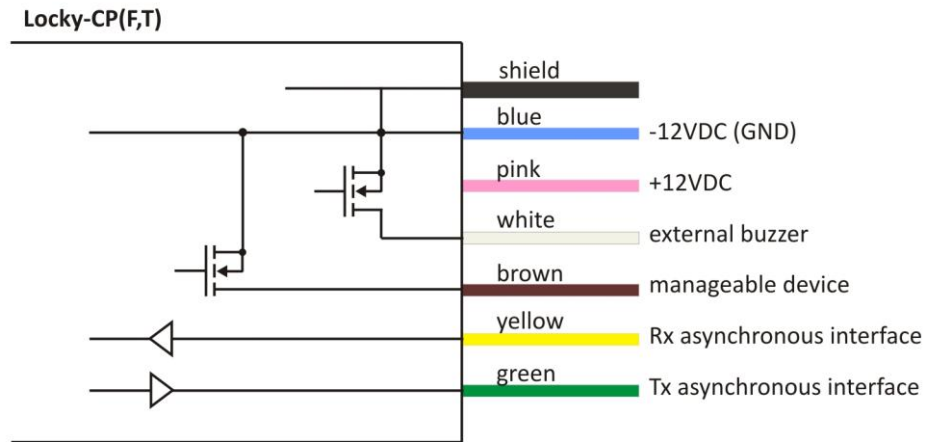 Locky-CP(F,T)
shield
blue
-12VDC (GND)
pink
+12VDC
white
external buzzer
brown
manageable device
yellow
Rx asynchronous interface
green
Tx asynchronous interface